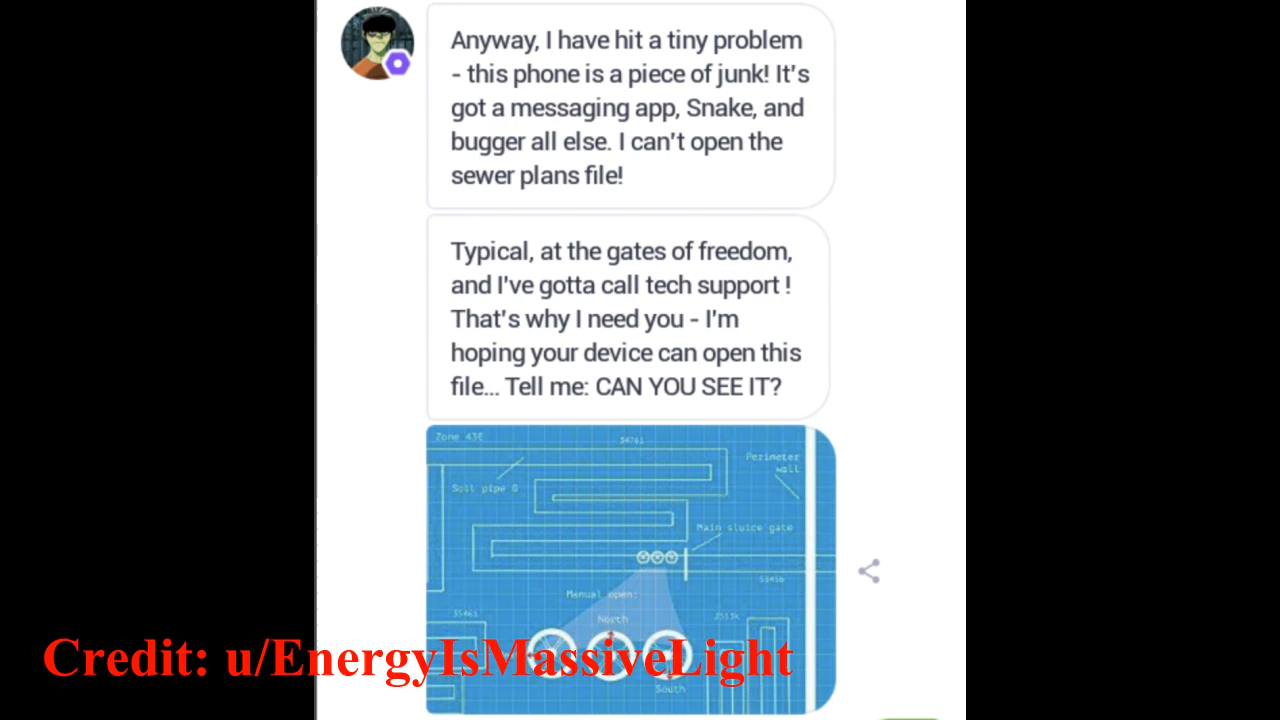 Anyway, I have hit a tiny problem
- this phone is a piece of junk! It's
got a messaging app, Snake, and
bugger all else. I can't open the
sewer plans file!
Typical, at the gates of freedom,
and I've gotta call tech support !
That's why I need you - I'm
hoping your device can open this
file... Tell me: CAN YOU SEE IT?
Zone 43E
34761
Perimeter
wall
Soil pipe G
Main sluice gate
5345b
Manual open:
North
35461
South
Credit: u/EnergyIsMassiveLight